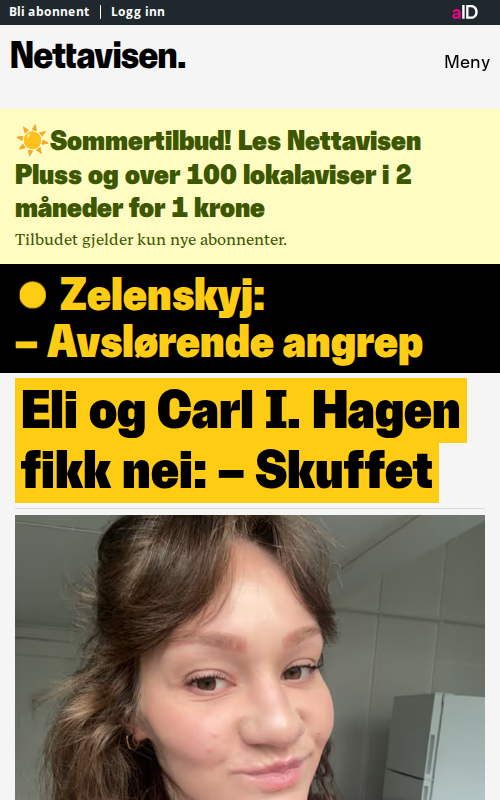 Bli abonnent
Logg inn
aID
Nettavisen.
Meny
☀️Sommertilbud! Les Nettavisen
Pluss og over 100 lokalaviser i 2
måneder for 1 krone
Tilbudet gjelder kun nye abonnenter.
Zelenskyj:
– Avslørende angrep
Eli og Carl I. Hagen
fikk nei: – Skuffet